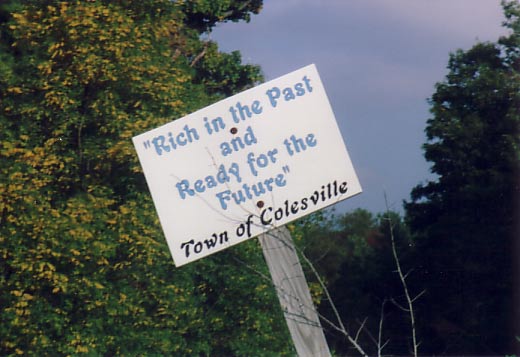 "Rich in the Past
and
Ready for the
Future"
Town of Colesville